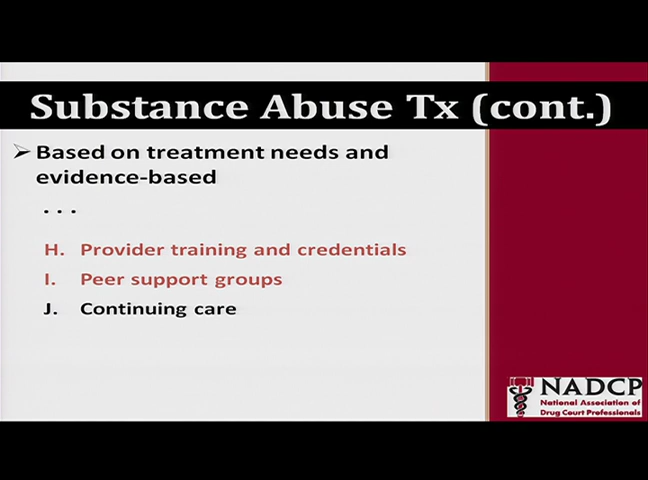 Substance Abuse Tx (cont.)
➢ Based on treatment needs and
evidence-based
. . .
H. Provider training and credentials
I. Peer support groups
J. Continuing care
NADCP
National Association of
Drug Court Professionals